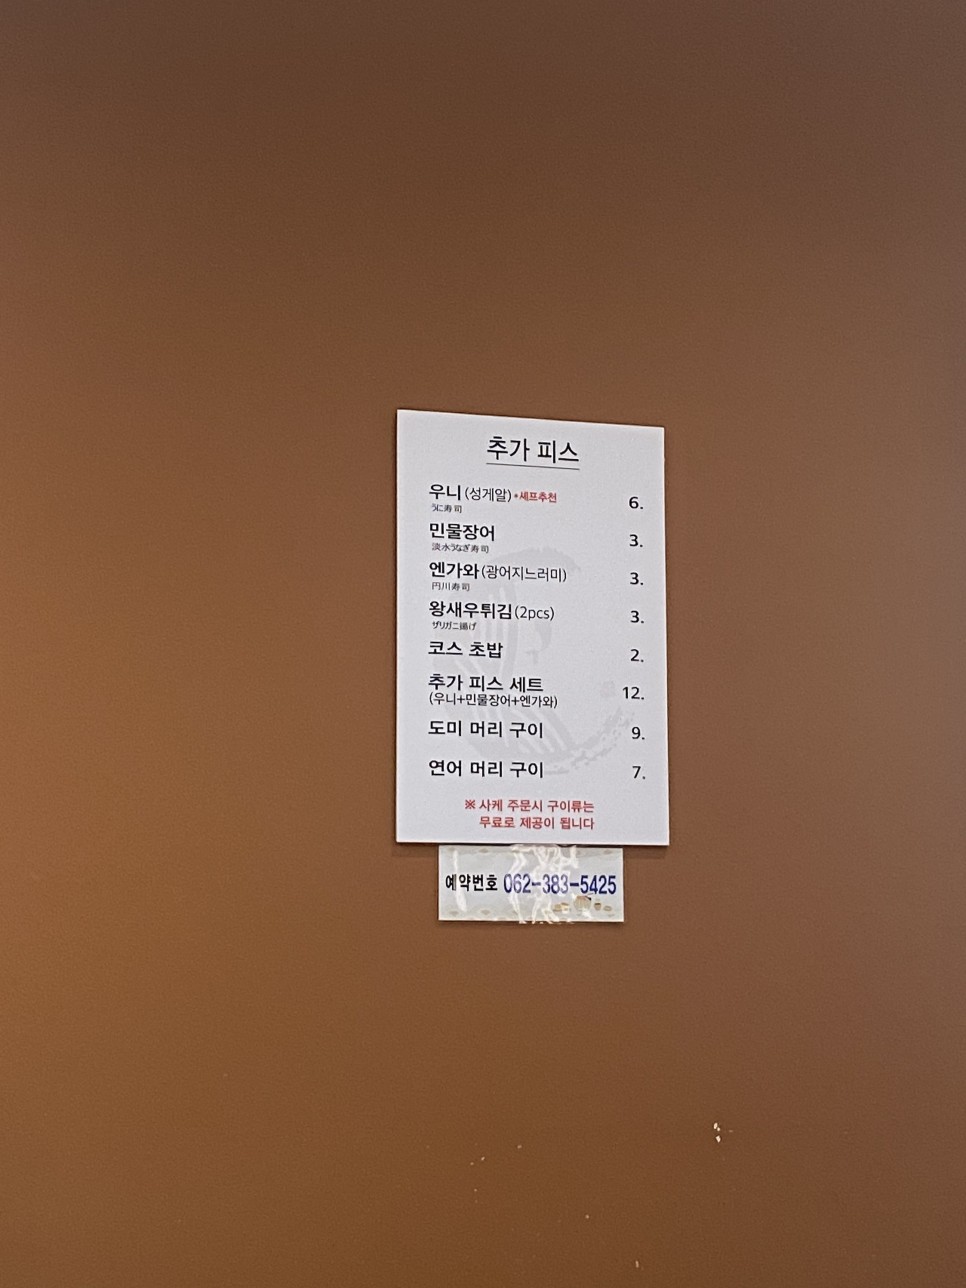 추가 피스
우니(성게알)*셰프추천 6.
うに寿司
민물장어 3.
淡水うなぎ寿司
엔가와(광어지느러미) 3.
円川寿司
왕새우튀김(2pcs) 3.
ザリガニ揚げ
코스 초밥 2.
추가 피스 세트 12.
(우니+민물장어+엔가와)
도미 머리 구이 9.
연어 머리 구이 7.
※ 사케 주문시 구이류는
무료로 제공이 됩니다
예약번호 062-383-5425